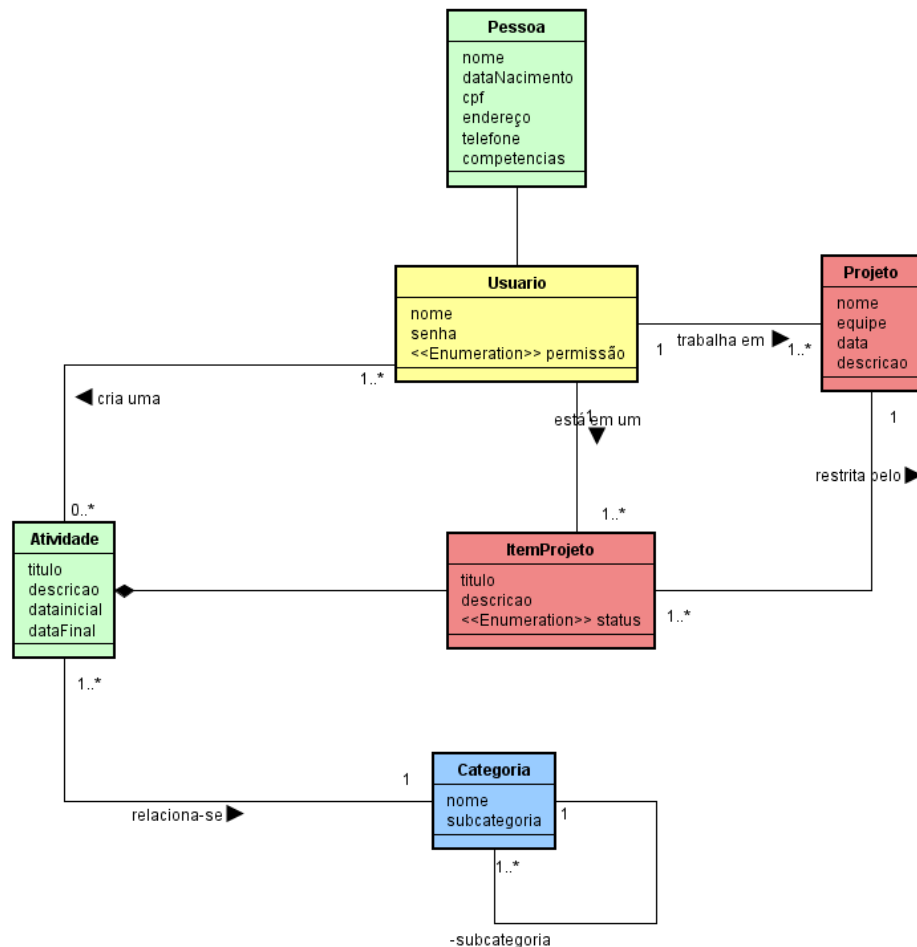 Pessoa
nome
dataNacimento
cpf
endereço
telefone
competencias
Usuario
nome
senha
<<Enumeration>> permissão
Projeto
nome
equipe
data
descricao
1
trabalha em
1..*
1..*
cria uma
1
está em um
1
restrita pelo
0..*
1..*
Atividade
titulo
descricao
datainicial
dataFinal
ItemProjeto
titulo
descricao
<<Enumeration>> status
1..*
1..*
1
relaciona-se
Categoria
nome
subcategoria
1
1..*
-subcategoria